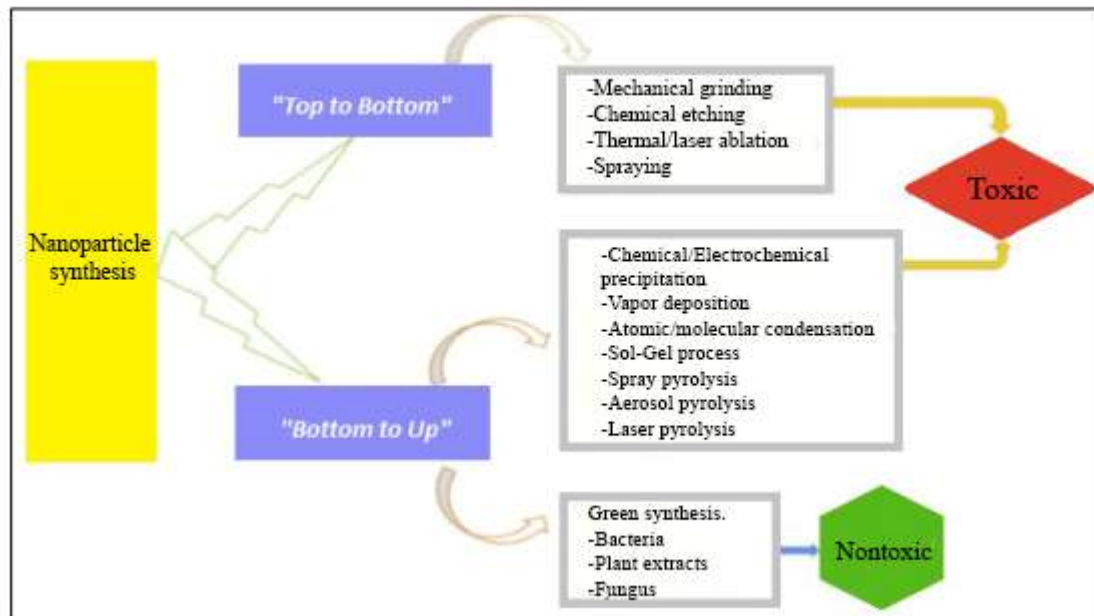 Nanoparticle
synthesis
"Top to Bottom"
-Mechanical grinding
-Chemical etching
-Thermal/laser ablation
-Spraying
Toxic
"Bottom to Up"
-Chemical/Electrochemical
precipitation
-Vapor deposition
-Atomic/molecular condensation
-Sol-Gel process
-Spray pyrolysis
-Aerosol pyrolysis
-Laser pyrolysis
Green synthesis.
-Bacteria
-Plant extracts
-Fungus
Nontoxic